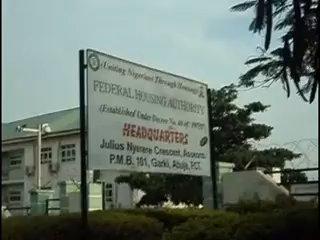 (Uniting Nigerians Through Housing)
FEDERAL HOUSING AUTHORITY
(Established Under Decree No. 40 of 1973)
HEADQUARTERS
Julius Nyerere Crescent, Asokoro,
P.M.B. 101, Garki, Abuja, FCT.